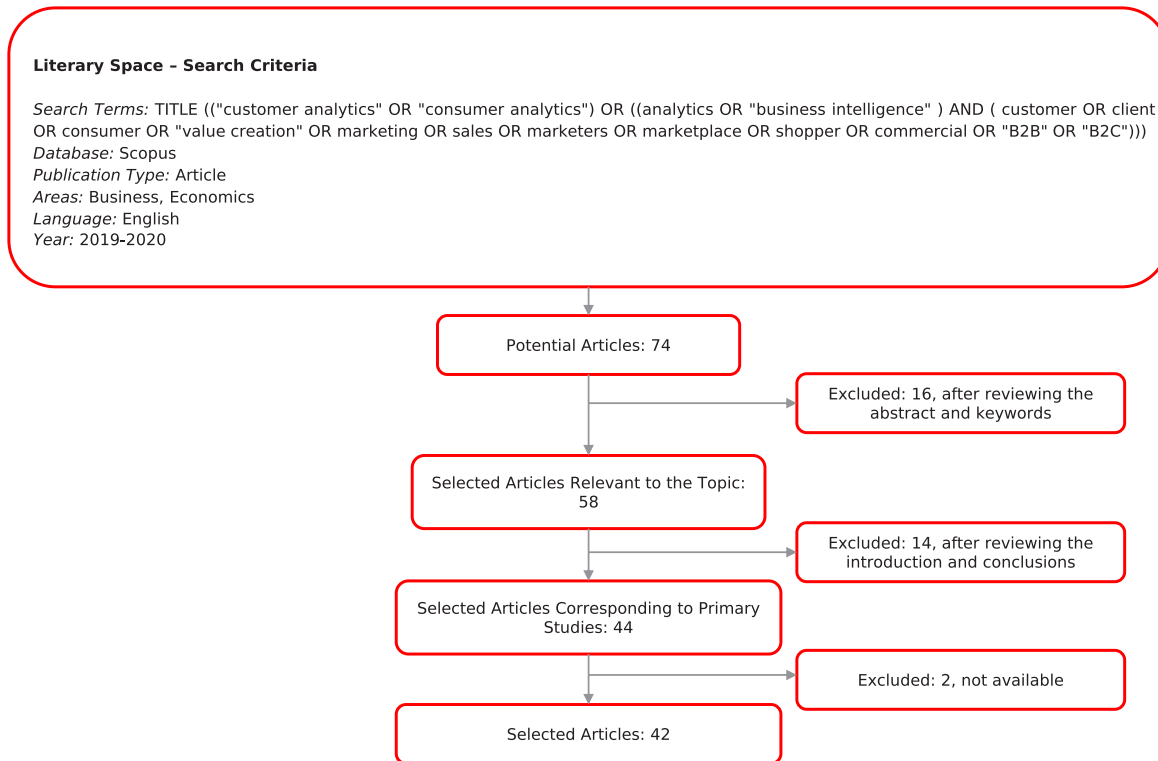 Literary Space – Search Criteria
Search Terms: TITLE (("customer analytics" OR "consumer analytics") OR ((analytics OR "business intelligence" ) AND ( customer OR client
OR consumer OR "value creation" OR marketing OR sales OR marketers OR marketplace OR shopper OR commercial OR "B2B" OR "B2C")))
Database: Scopus
Publication Type: Article
Areas: Business, Economics
Language: English
Year: 2019-2020
Potential Articles: 74
Excluded: 16, after reviewing the
abstract and keywords
Selected Articles Relevant to the Topic:
58
Excluded: 14, after reviewing the
introduction and conclusions
Selected Articles Corresponding to Primary
Studies: 44
Excluded: 2, not available
Selected Articles: 42